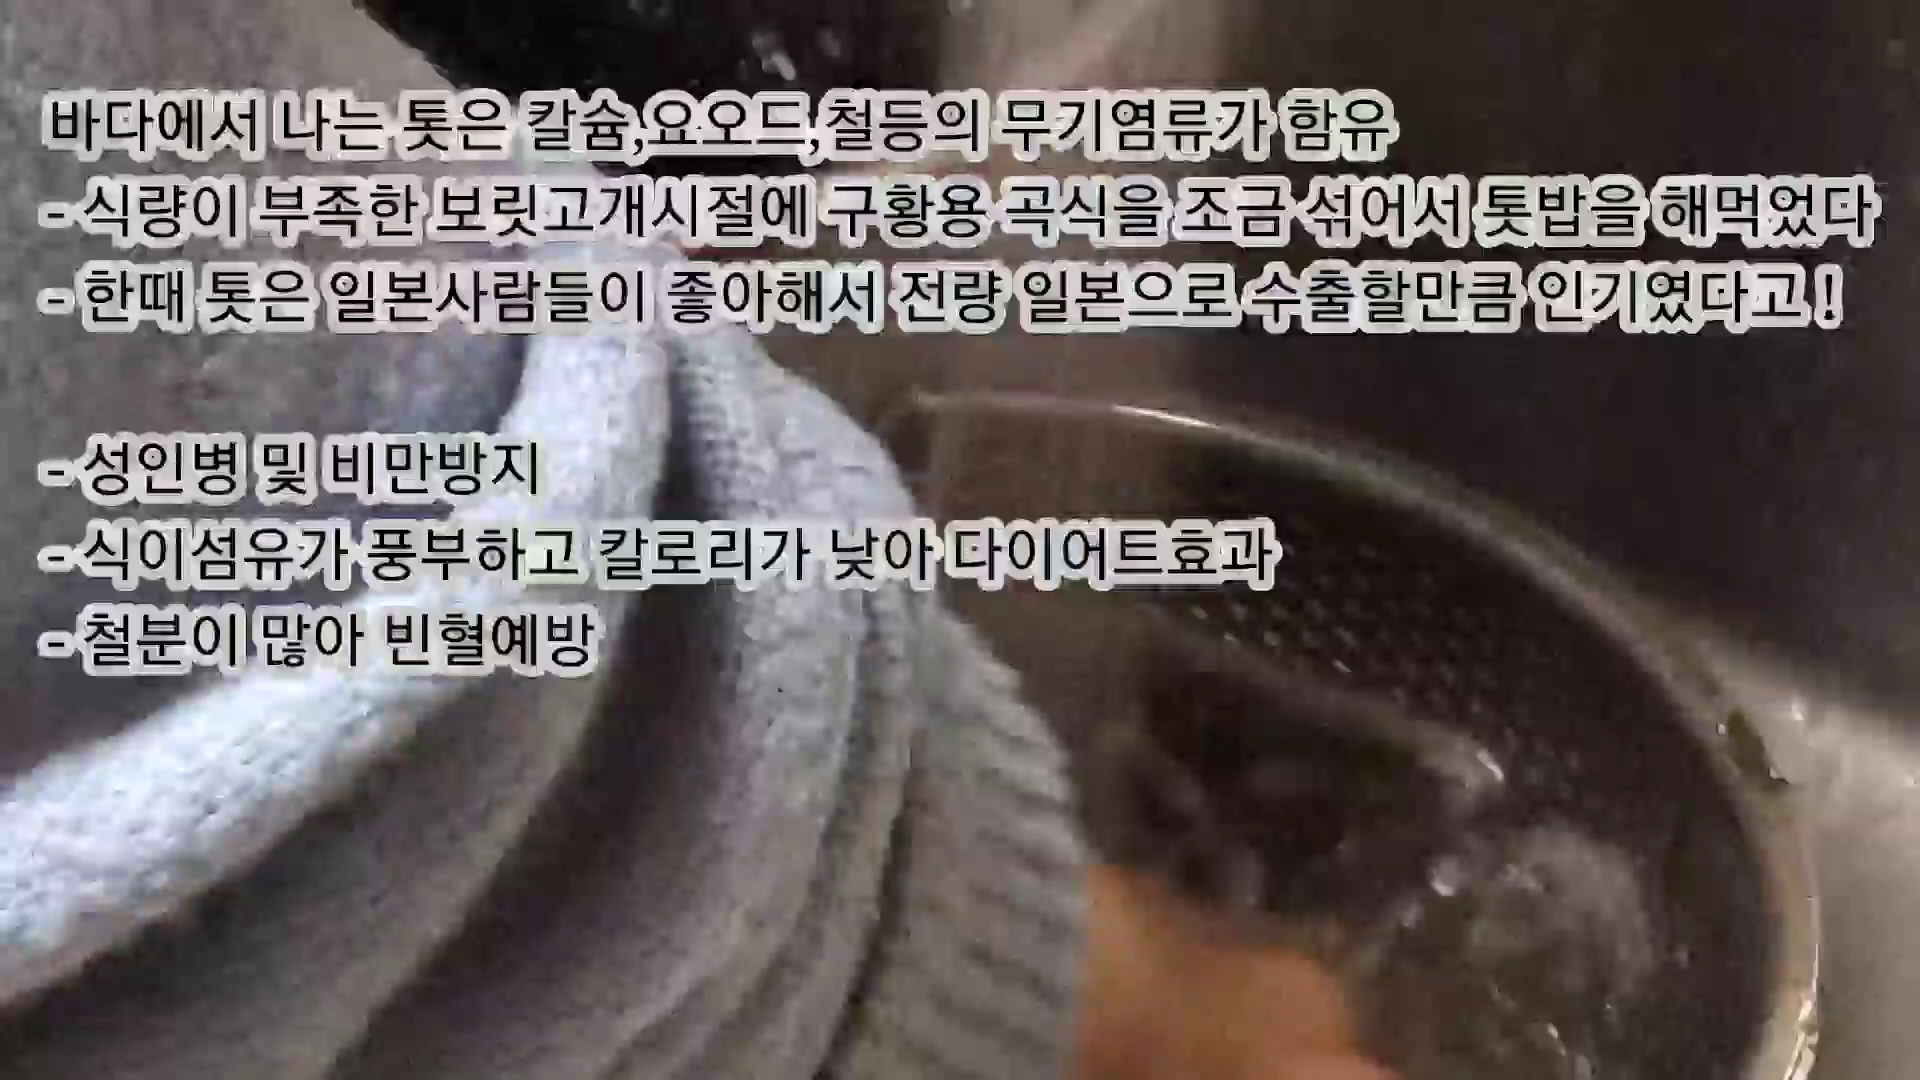 바다에서 나는 톳은 칼슘,요오드,철등의 무기염류가 함유
- 식량이 부족한 보릿고개시절에 구황용 곡식을 조금 섞어서 톳밥을 해먹었다
- 한때 톳은 일본사람들이 좋아해서 전량 일본으로 수출할만큼 인기였다고 !
- 성인병 및 비만방지
- 식이섬유가 풍부하고 칼로리가 낮아 다이어트효과
- 철분이 많아 빈혈예방